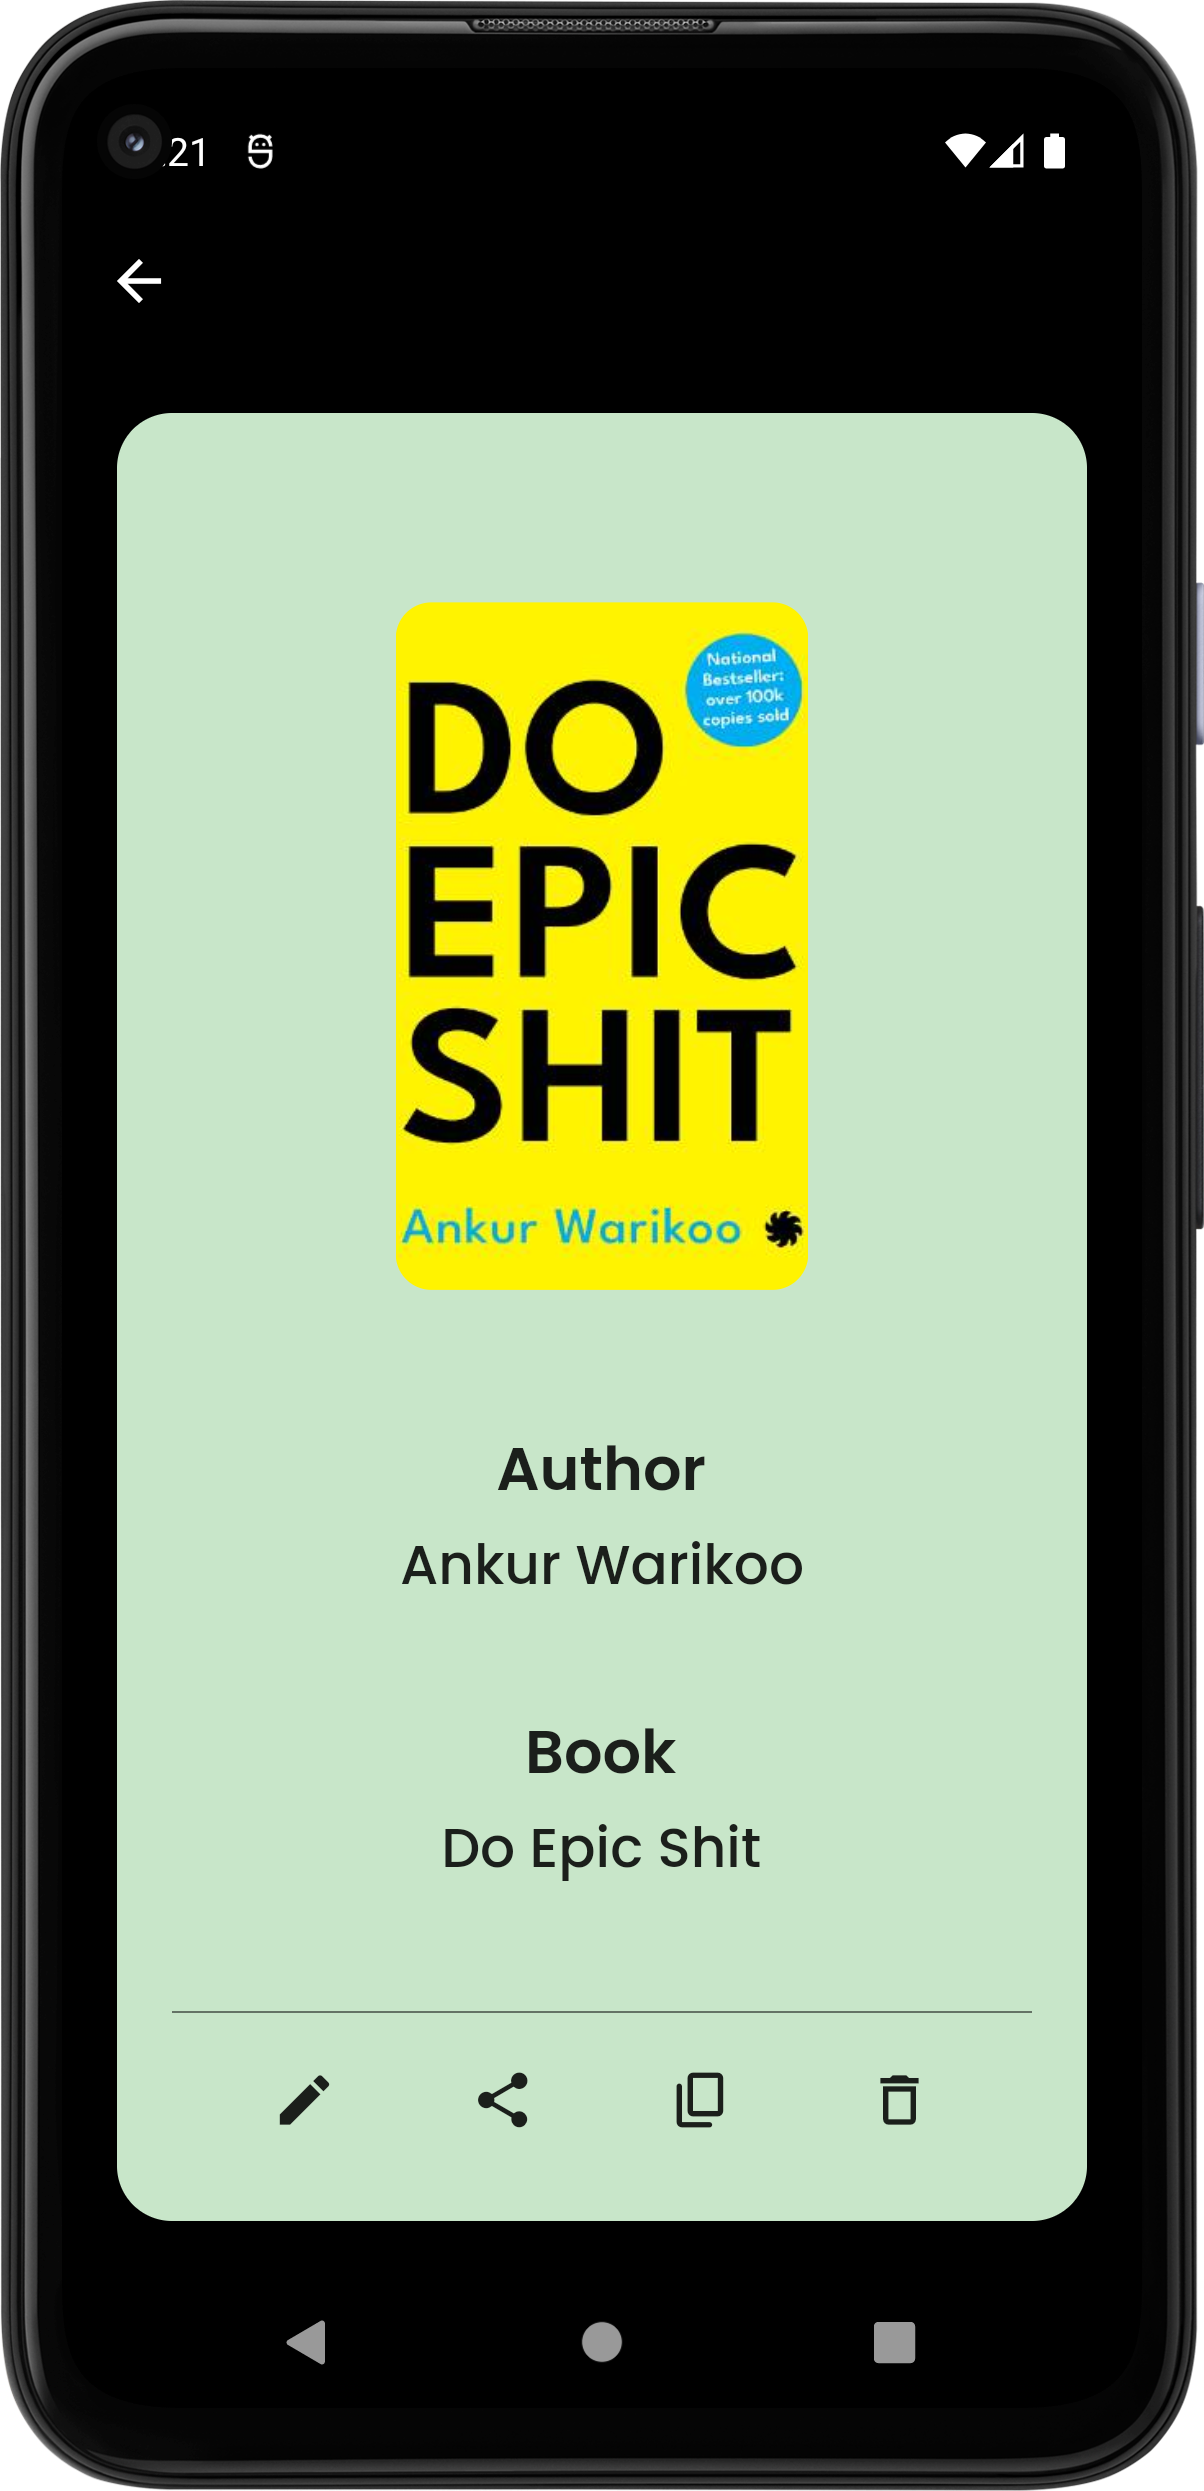 21
DO
EPIC
SHIT
National
Bestseller:
over 100k
copies sold
Ankur Warikoo
Author
Ankur Warikoo
Book
Do Epic Shit